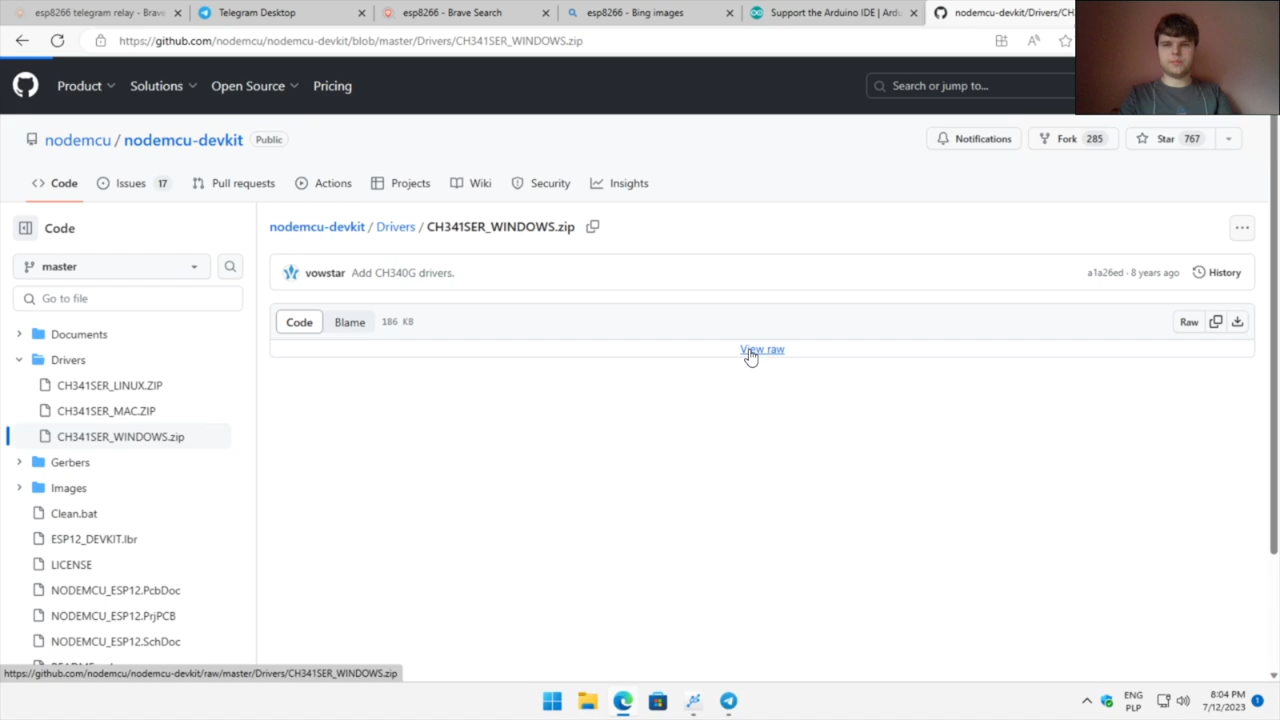 esp8266 telegram relay - Brave
Telegram Desktop
esp8266 - Brave Search
esp8266 - Bing images
Support the Arduino IDE | Ardu
nodemcu-devkit/Drivers/CH3
https://github.com/nodemcu/nodemcu-devkit/blob/master/Drivers/CH341SER_WINDOWS.zip
Product
Solutions
Open Source
Pricing
Search or jump to...
nodemcu / nodemcu-devkit Public
Notifications
Fork 285
Star 767
Code
Issues 17
Pull requests
Actions
Projects
Wiki
Security
Insights
Code
master
Go to file
Documents
Drivers
CH341SER_LINUX.ZIP
CH341SER_MAC.ZIP
CH341SER_WINDOWS.zip
Gerbers
Images
Clean.bat
ESP12_DEVKIT.lbr
LICENSE
NODEMCU_ESP12.PcbDoc
NODEMCU_ESP12.PrjPCB
NODEMCU_ESP12.SchDoc
nodemcu-devkit / Drivers / CH341SER_WINDOWS.zip
vowstar Add CH340G drivers.
a1a26ed · 8 years ago
History
Code
Blame
186 KB
Raw
View raw
https://github.com/nodemcu/nodemcu-devkit/raw/master/Drivers/CH341SER_WINDOWS.zip
ENG
PLP
8:04 PM
7/12/2023
1